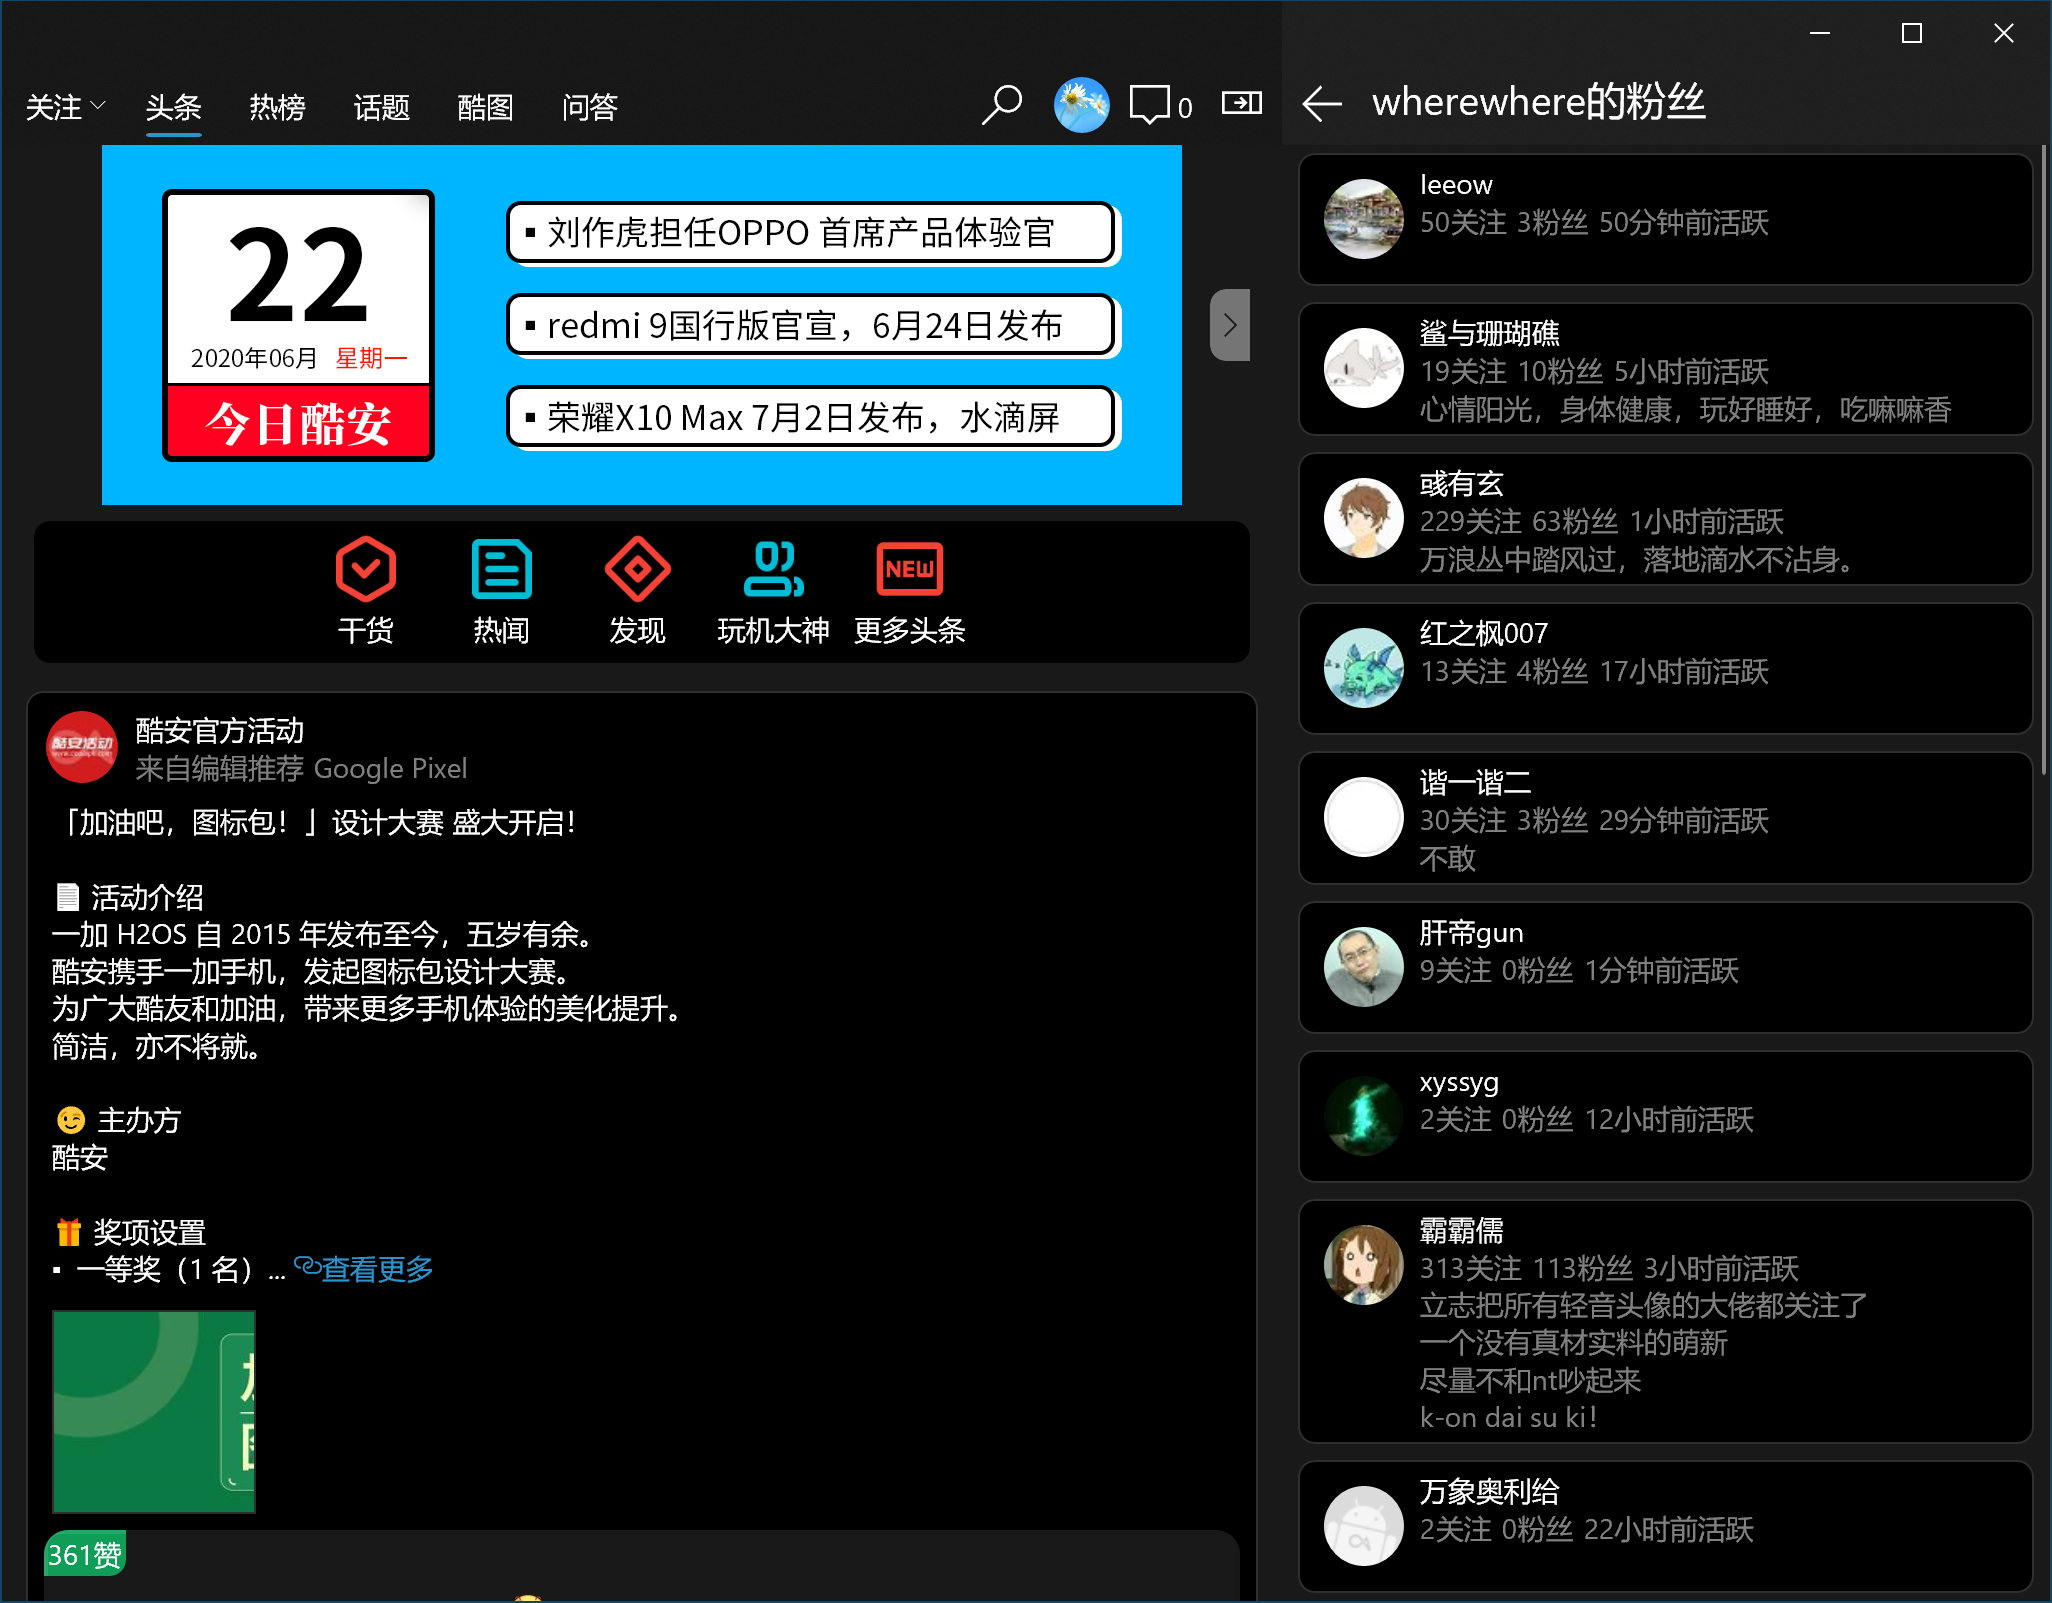 关注
头条
热榜
话题
酷图
问答
0
22
2020年06月 星期一
今日酷安
▪ 刘作虎担任OPPO 首席产品体验官
▪ redmi 9国行版官宣，6月24日发布
▪ 荣耀X10 Max 7月2日发布，水滴屏
干货
热闻
发现
玩机大神
NEW
更多头条
酷安活动
酷安官方活动
来自编辑推荐 Google Pixel
「加油吧，图标包！」设计大赛 盛大开启！
📄 活动介绍
一加 H2OS 自 2015 年发布至今，五岁有余。
酷安携手一加手机，发起图标包设计大赛。
为广大酷友和加油，带来更多手机体验的美化提升。
简洁，亦不将就。
😉 主办方
酷安
🎁 奖项设置
▪ 一等奖（1 名）... 查看更多
361赞
wherewhere的粉丝
leeow
50关注 3粉丝 50分钟前活跃
鲨与珊瑚礁
19关注 10粉丝 5小时前活跃
心情阳光，身体健康，玩好睡好，吃嘛嘛香
彧有玄
229关注 63粉丝 1小时前活跃
万浪丛中踏风过，落地滴水不沾身。
红之枫007
13关注 4粉丝 17小时前活跃
谐一谐二
30关注 3粉丝 29分钟前活跃
不敢
肝帝gun
9关注 0粉丝 1分钟前活跃
xyssyg
2关注 0粉丝 12小时前活跃
霸霸儒
313关注 113粉丝 3小时前活跃
立志把所有轻音头像的大佬都关注了
一个没有真材实料的萌新
尽量不和nt吵起来
k-on dai su ki！
万象奥利给
2关注 0粉丝 22小时前活跃